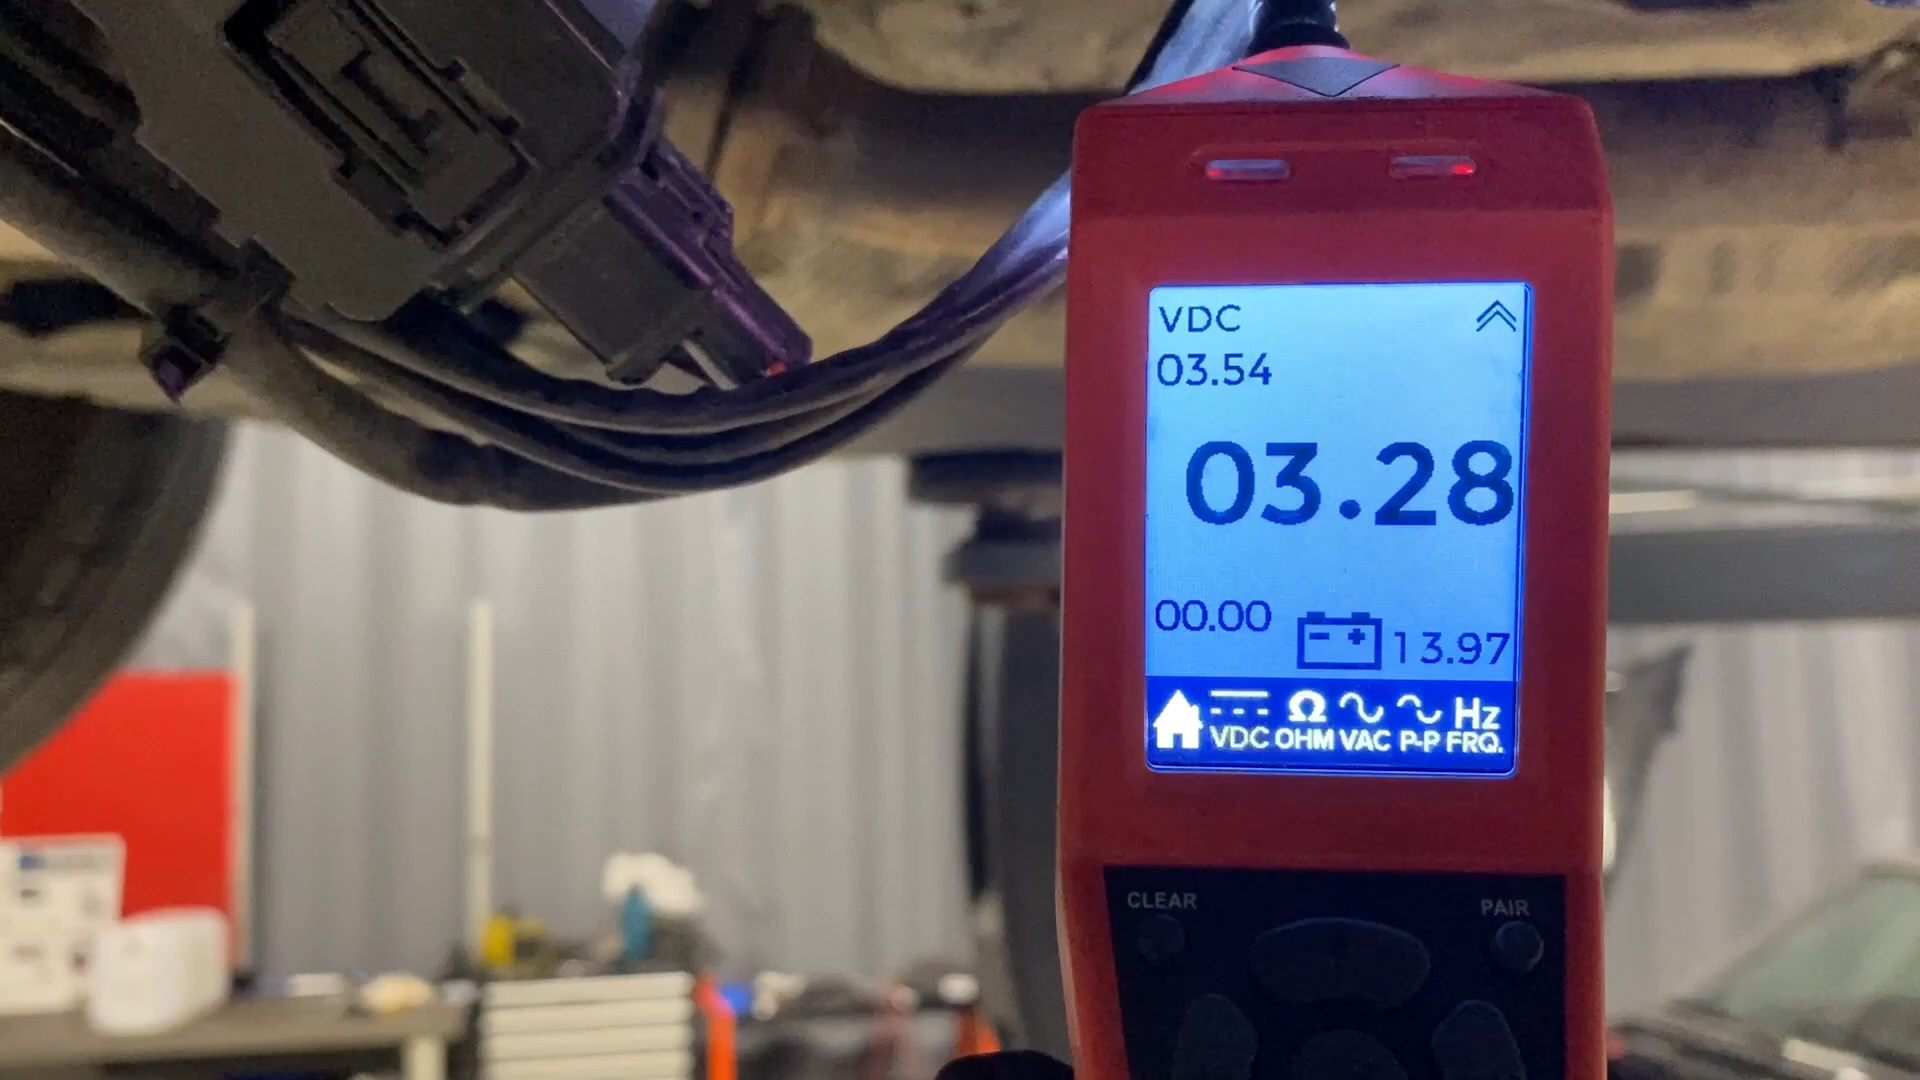 VDC
03.54
03.28
00.00
- + 13.97
Ω Hz
VDC OHM VAC P-P FRQ.
CLEAR PAIR